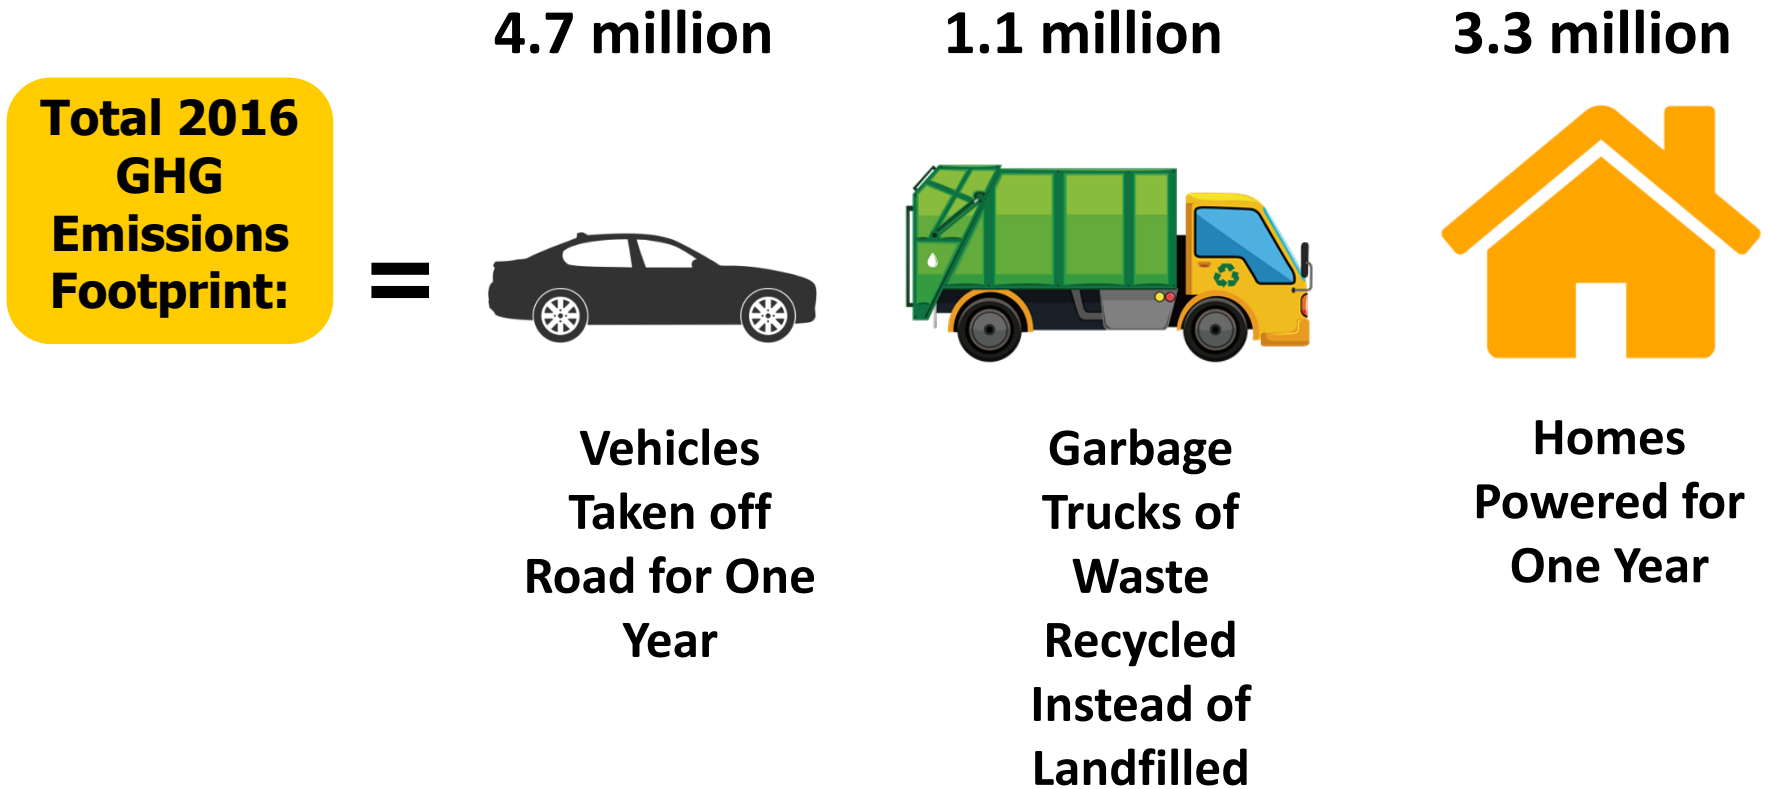 Total 2016
GHG
Emissions
Footprint:
=
4.7 million
Vehicles
Taken off
Road for One
Year
1.1 million
Garbage
Trucks of
Waste
Recycled
Instead of
Landfilled
3.3 million
Homes
Powered for
One Year